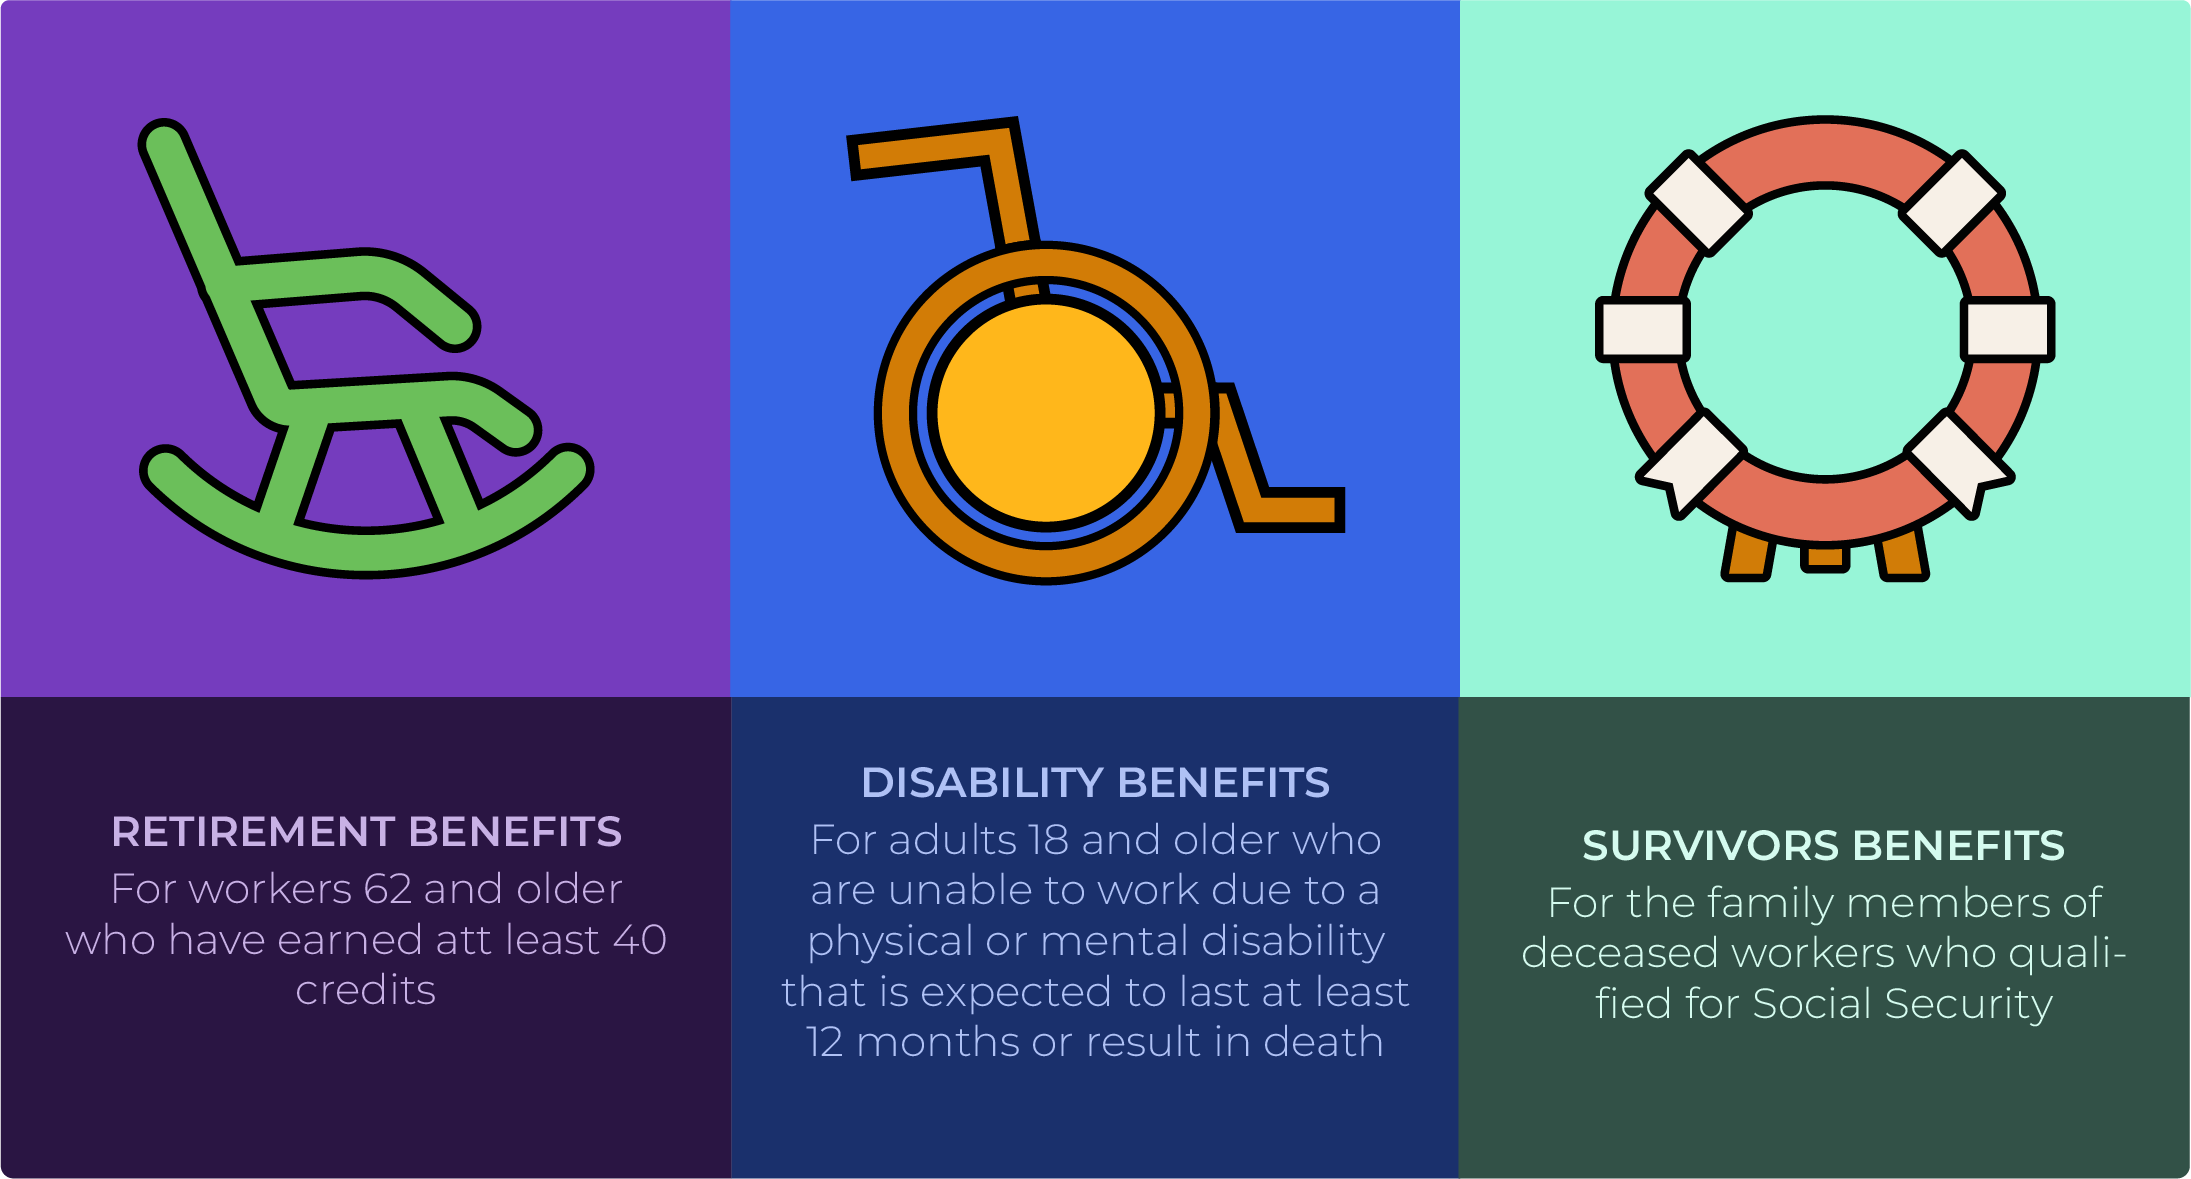 RETIREMENT BENEFITS
For workers 62 and older
who have earned att least 40
credits
DISABILITY BENEFITS
For adults 18 and older who
are unable to work due to a
physical or mental disability
that is expected to last at least
12 months or result in death
SURVIVORS BENEFITS
For the family members of
deceased workers who quali-
fied for Social Security